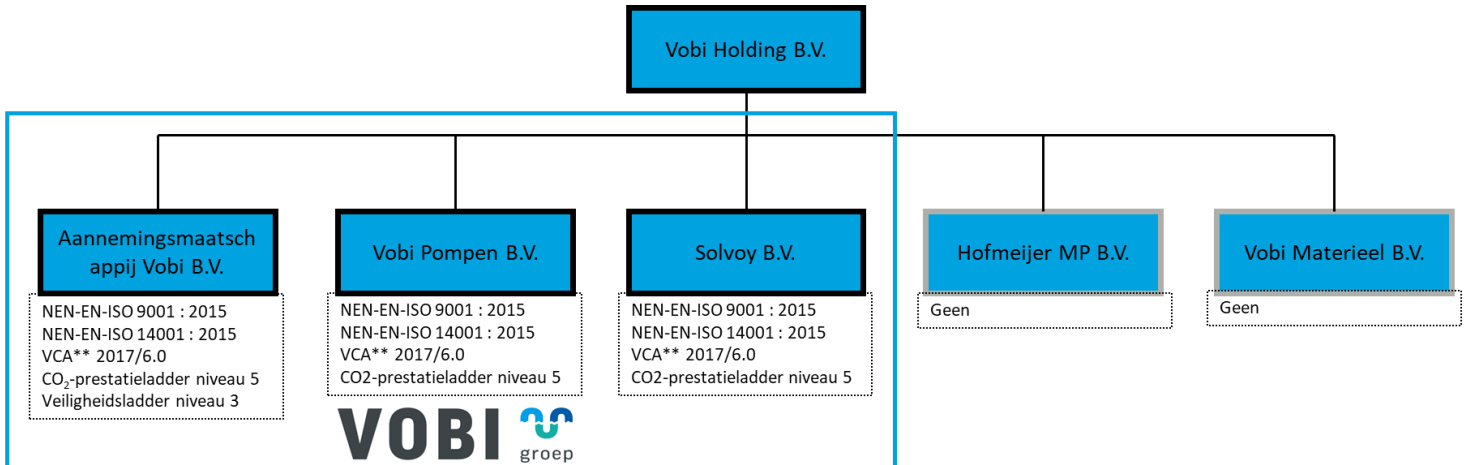 Vobi Holding B.V.
Aannemingsmaatsch
appij Vobi B.V.
NEN-EN-ISO 9001 : 2015
NEN-EN-ISO 14001 : 2015
VCA** 2017/6.0
CO₂-prestatieladder niveau 5
Veiligheidsladder niveau 3
Vobi Pompen B.V.
NEN-EN-ISO 9001 : 2015
NEN-EN-ISO 14001 : 2015
VCA** 2017/6.0
CO2-prestatieladder niveau 5
Solvoy B.V.
NEN-EN-ISO 9001 : 2015
NEN-EN-ISO 14001 : 2015
VCA** 2017/6.0
CO2-prestatieladder niveau 5
Hofmeijer MP B.V.
Geen
Vobi Materieel B.V.
Geen
VOBI
groep